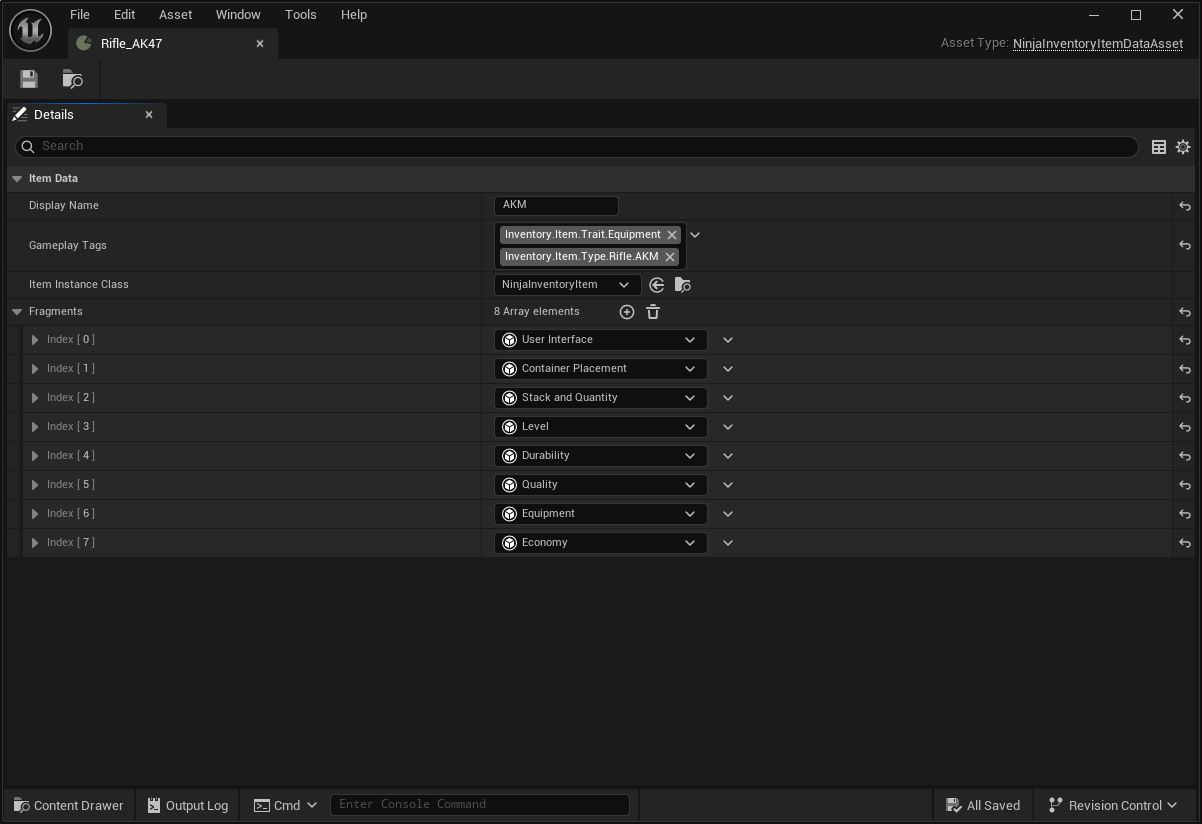 File Edit Asset Window Tools Help
Rifle_AK47
Asset Type: NinjaInventoryItemDataAsset
Details
Search
Item Data
Display Name AKM
Gameplay Tags Inventory.Item.Trait.Equipment
Inventory.Item.Type.Rifle.AKM
Item Instance Class NinjaInventoryItem
Fragments 8 Array elements
Index [ 0 ] User Interface
Index [ 1 ] Container Placement
Index [ 2 ] Stack and Quantity
Index [ 3 ] Level
Index [ 4 ] Durability
Index [ 5 ] Quality
Index [ 6 ] Equipment
Index [ 7 ] Economy
Content Drawer Output Log Cmd Enter Console Command All Saved Revision Control